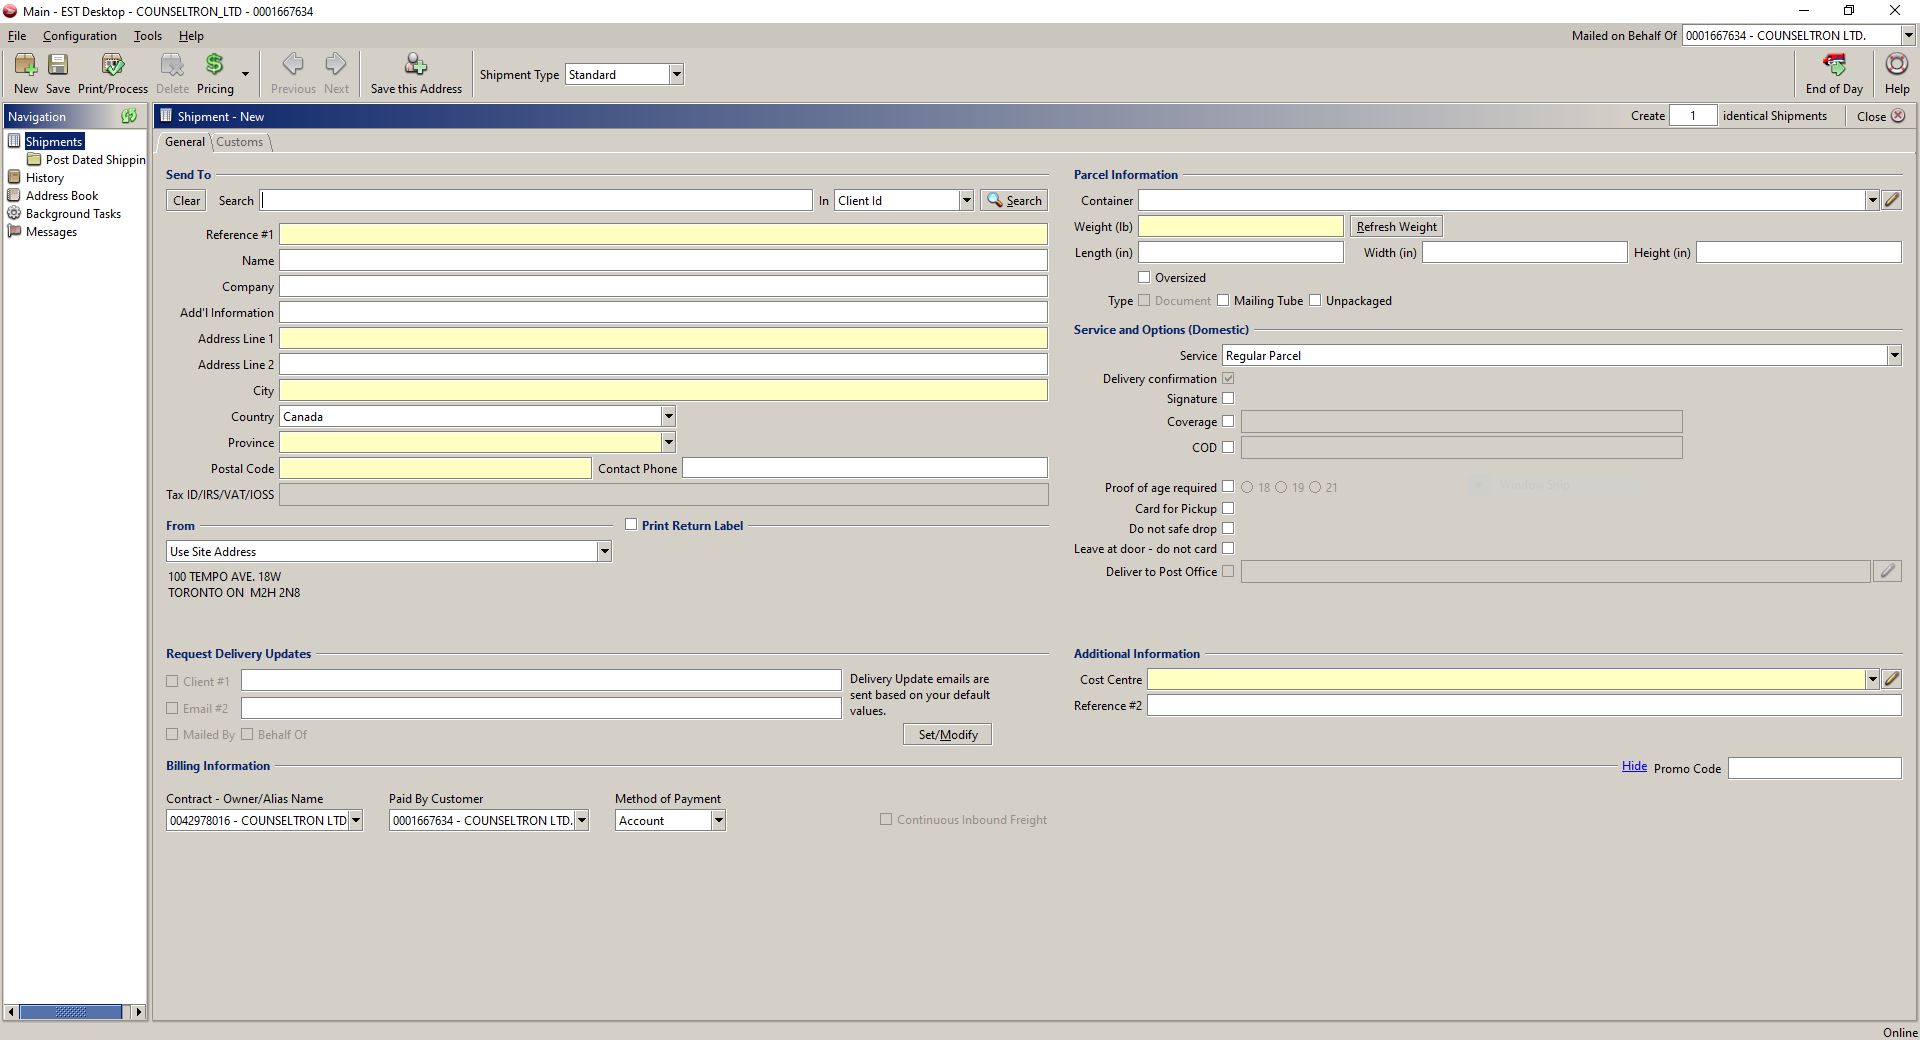 Main - EST Desktop - COUNSELTRON_LTD - 0001667634
File Configuration Tools Help
Mailed on Behalf Of 0001667634 - COUNSELTRON LTD.
New Save Print/Process Delete Pricing Previous Next Save this Address
Shipment Type Standard
End of Day Help
Navigation
Shipments
Post Dated Shippin
History
Address Book
Background Tasks
Messages
Shipment - New
Create 1 identical Shipments Close
General Customs
Send To
Clear Search In Client Id Search
Reference #1
Name
Company
Add'l Information
Address Line 1
Address Line 2
City
Country Canada
Province
Postal Code Contact Phone
Tax ID/IRS/VAT/IOSS
From
Use Site Address
100 TEMPO AVE. 18W
TORONTO ON M2H 2N8
Print Return Label
Request Delivery Updates
Client #1
Email #2
Mailed By Behalf Of
Delivery Update emails are
sent based on your default
values.
Set/Modify
Parcel Information
Container
Weight (lb) Refresh Weight
Length (in) Width (in) Height (in)
Oversized
Type Document Mailing Tube Unpackaged
Service and Options (Domestic)
Service Regular Parcel
Delivery confirmation
Signature
Coverage
COD
Proof of age required 18 19 21
Window Snip
Card for Pickup
Do not safe drop
Leave at door - do not card
Deliver to Post Office
Additional Information
Cost Centre
Reference #2
Billing Information
Hide Promo Code
Contract - Owner/Alias Name Paid By Customer Method of Payment
0042978016 - COUNSELTRON LTD 0001667634 - COUNSELTRON LTD. Account
Continuous Inbound Freight
Online